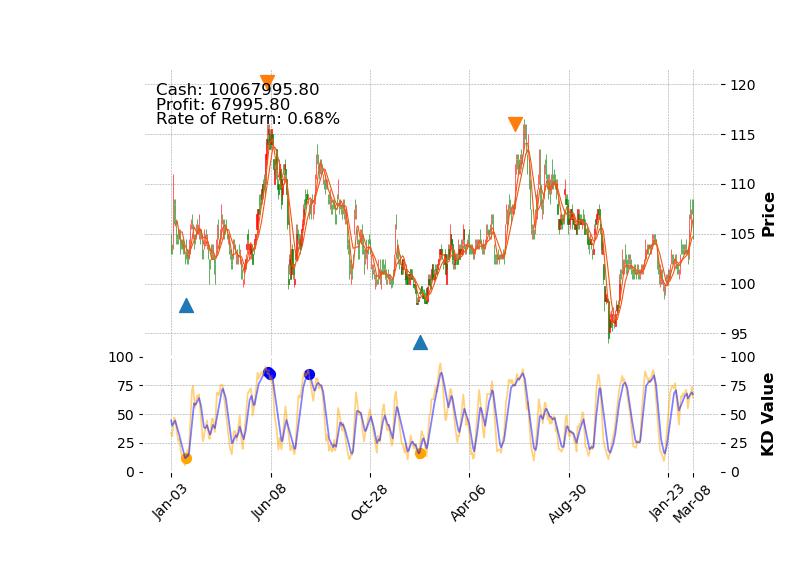 Cash: 10067995.80
Profit: 67995.80
Rate of Return: 0.68%
120
115
110
105
100
95
Price
100
75
50
25
0
100
75
50
25
0
KD Value
Jan-03
Jun-08
Oct-28
Apr-06
Aug-30
Jan-23
Mar-08